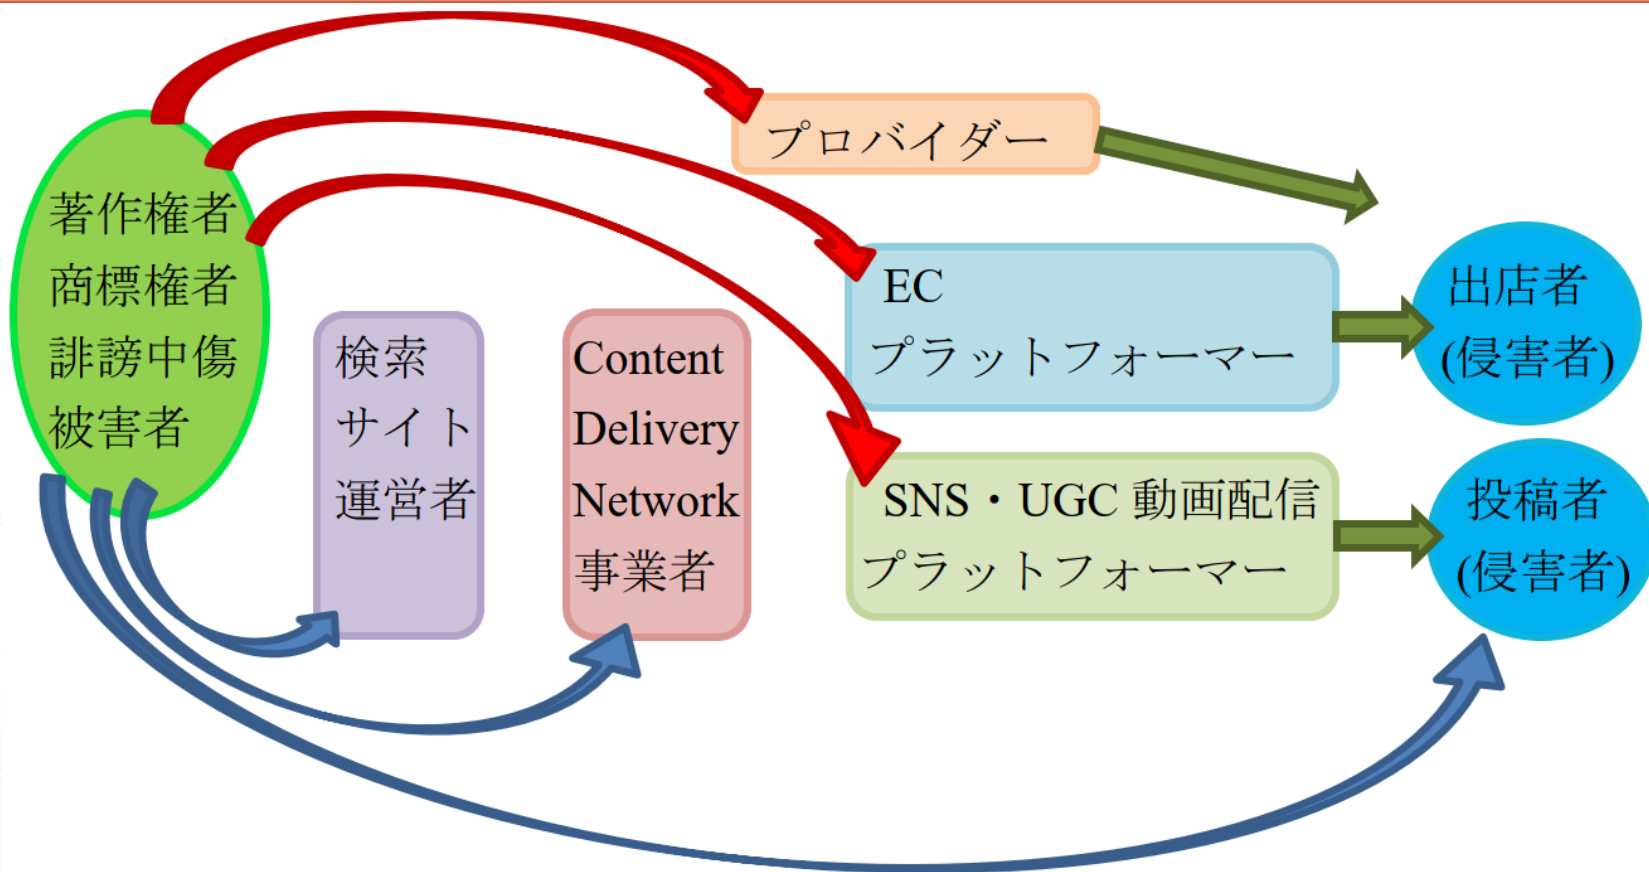 著作権者
商標権者
誹謗中傷
被害者
検索
サイト
運営者
Content
Delivery
Network
事業者
プロバイダー
EC
プラットフォーマー
SNS・UGC 動画配信
プラットフォーマー
出店者
(侵害者)
投稿者
(侵害者)